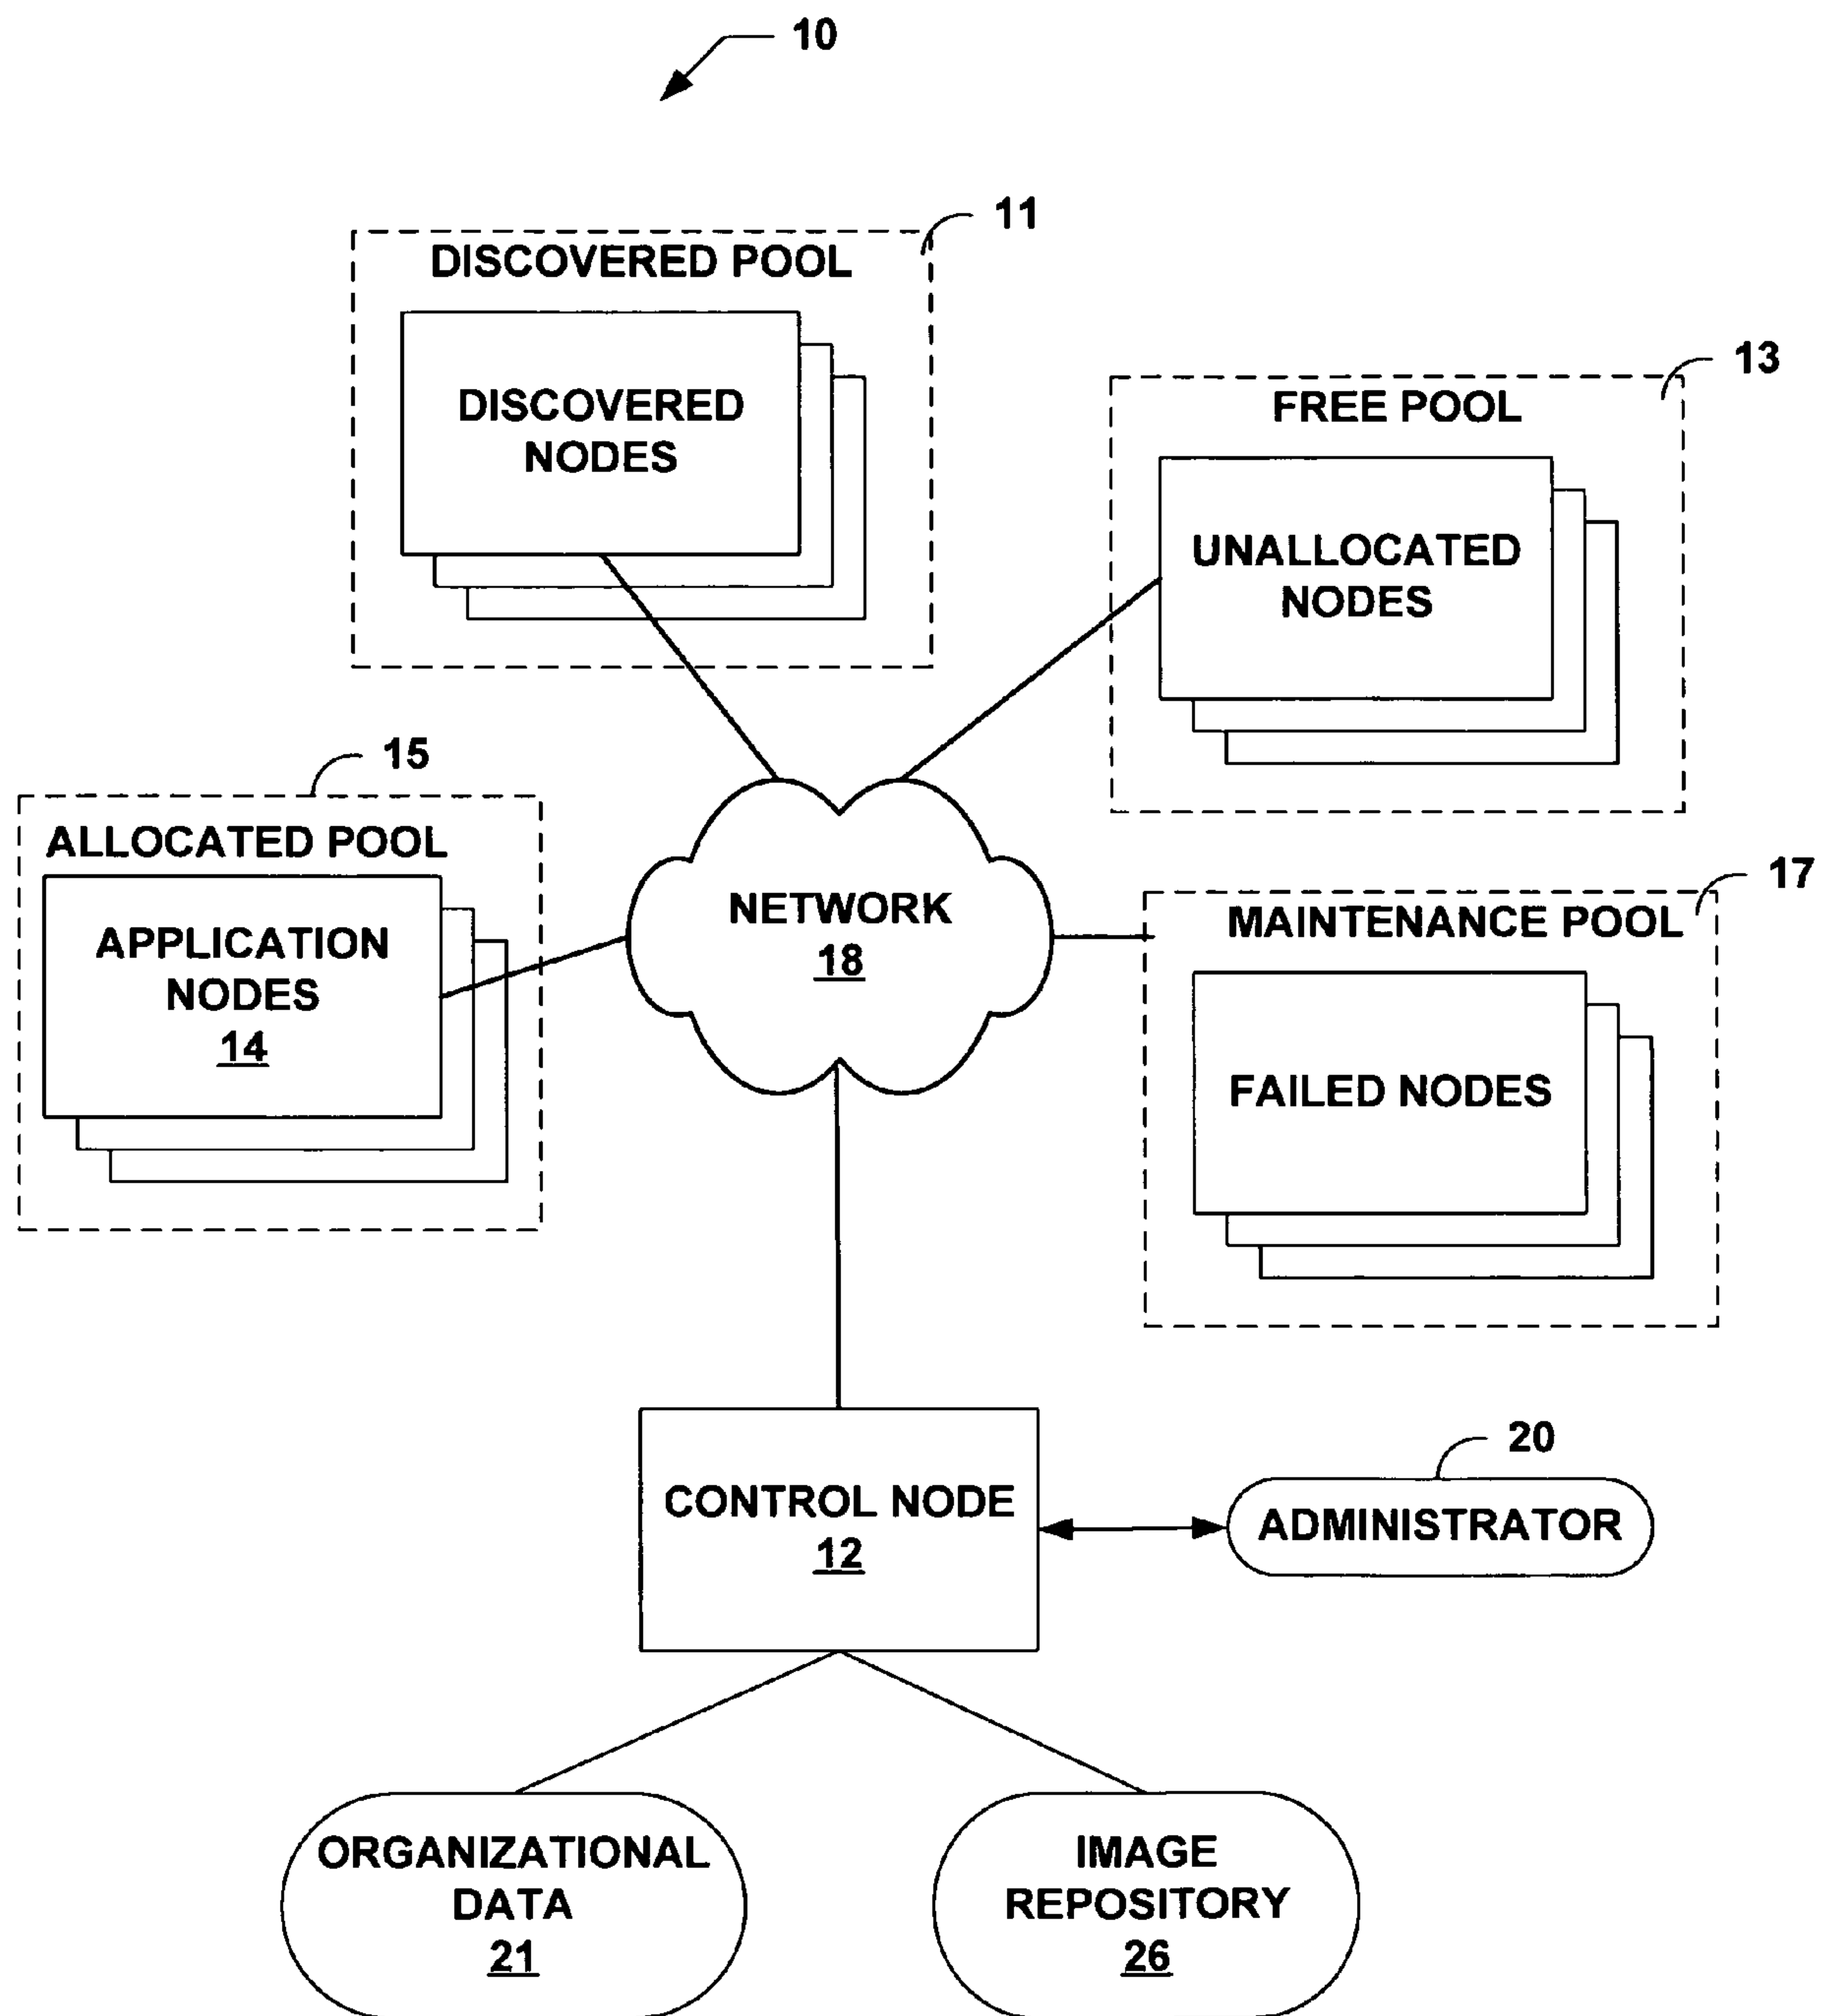 10
11
DISCOVERED POOL
DISCOVERED
NODES
13
FREE POOL
UNALLOCATED
NODES
15
ALLOCATED POOL
APPLICATION
NODES
14
NETWORK
18
17
MAINTENANCE POOL
FAILED NODES
CONTROL NODE
12
20
ADMINISTRATOR
ORGANIZATIONAL
DATA
21
IMAGE
REPOSITORY
26